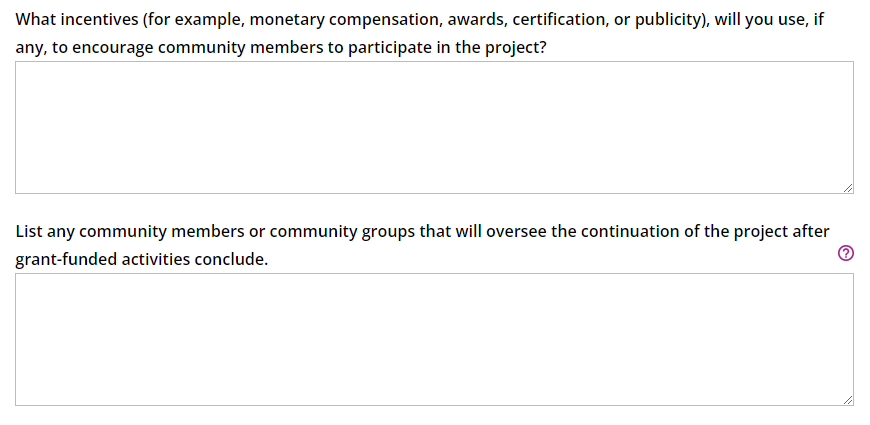 What incentives (for example, monetary compensation, awards, certification, or publicity), will you use, if
any, to encourage community members to participate in the project?
List any community members or community groups that will oversee the continuation of the project after
grant-funded activities conclude.
?